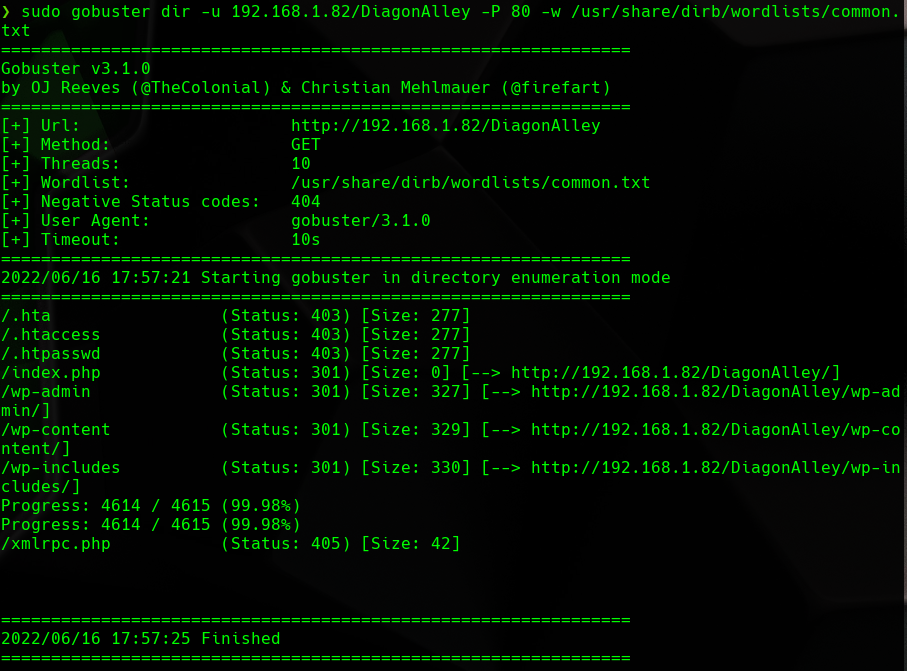 ❯ sudo gobuster dir -u 192.168.1.82/DiagonAlley -P 80 -w /usr/share/dirb/wordlists/common.
txt
===============================================================
Gobuster v3.1.0
by OJ Reeves (@TheColonial) & Christian Mehlmauer (@firefart)
===============================================================
[+] Url:                     http://192.168.1.82/DiagonAlley
[+] Method:                  GET
[+] Threads:                 10
[+] Wordlist:                /usr/share/dirb/wordlists/common.txt
[+] Negative Status codes:   404
[+] User Agent:              gobuster/3.1.0
[+] Timeout:                 10s
===============================================================
2022/06/16 17:57:21 Starting gobuster in directory enumeration mode
===============================================================
/.hta                 (Status: 403) [Size: 277]
/.htaccess            (Status: 403) [Size: 277]
/.htpasswd            (Status: 403) [Size: 277]
/index.php            (Status: 301) [Size: 0] [--> http://192.168.1.82/DiagonAlley/]
/wp-admin             (Status: 301) [Size: 327] [--> http://192.168.1.82/DiagonAlley/wp-ad
min/]
/wp-content           (Status: 301) [Size: 329] [--> http://192.168.1.82/DiagonAlley/wp-co
ntent/]
/wp-includes          (Status: 301) [Size: 330] [--> http://192.168.1.82/DiagonAlley/wp-in
cludes/]
Progress: 4614 / 4615 (99.98%)
Progress: 4614 / 4615 (99.98%)
/xmlrpc.php           (Status: 405) [Size: 42]
===============================================================
2022/06/16 17:57:25 Finished
===============================================================